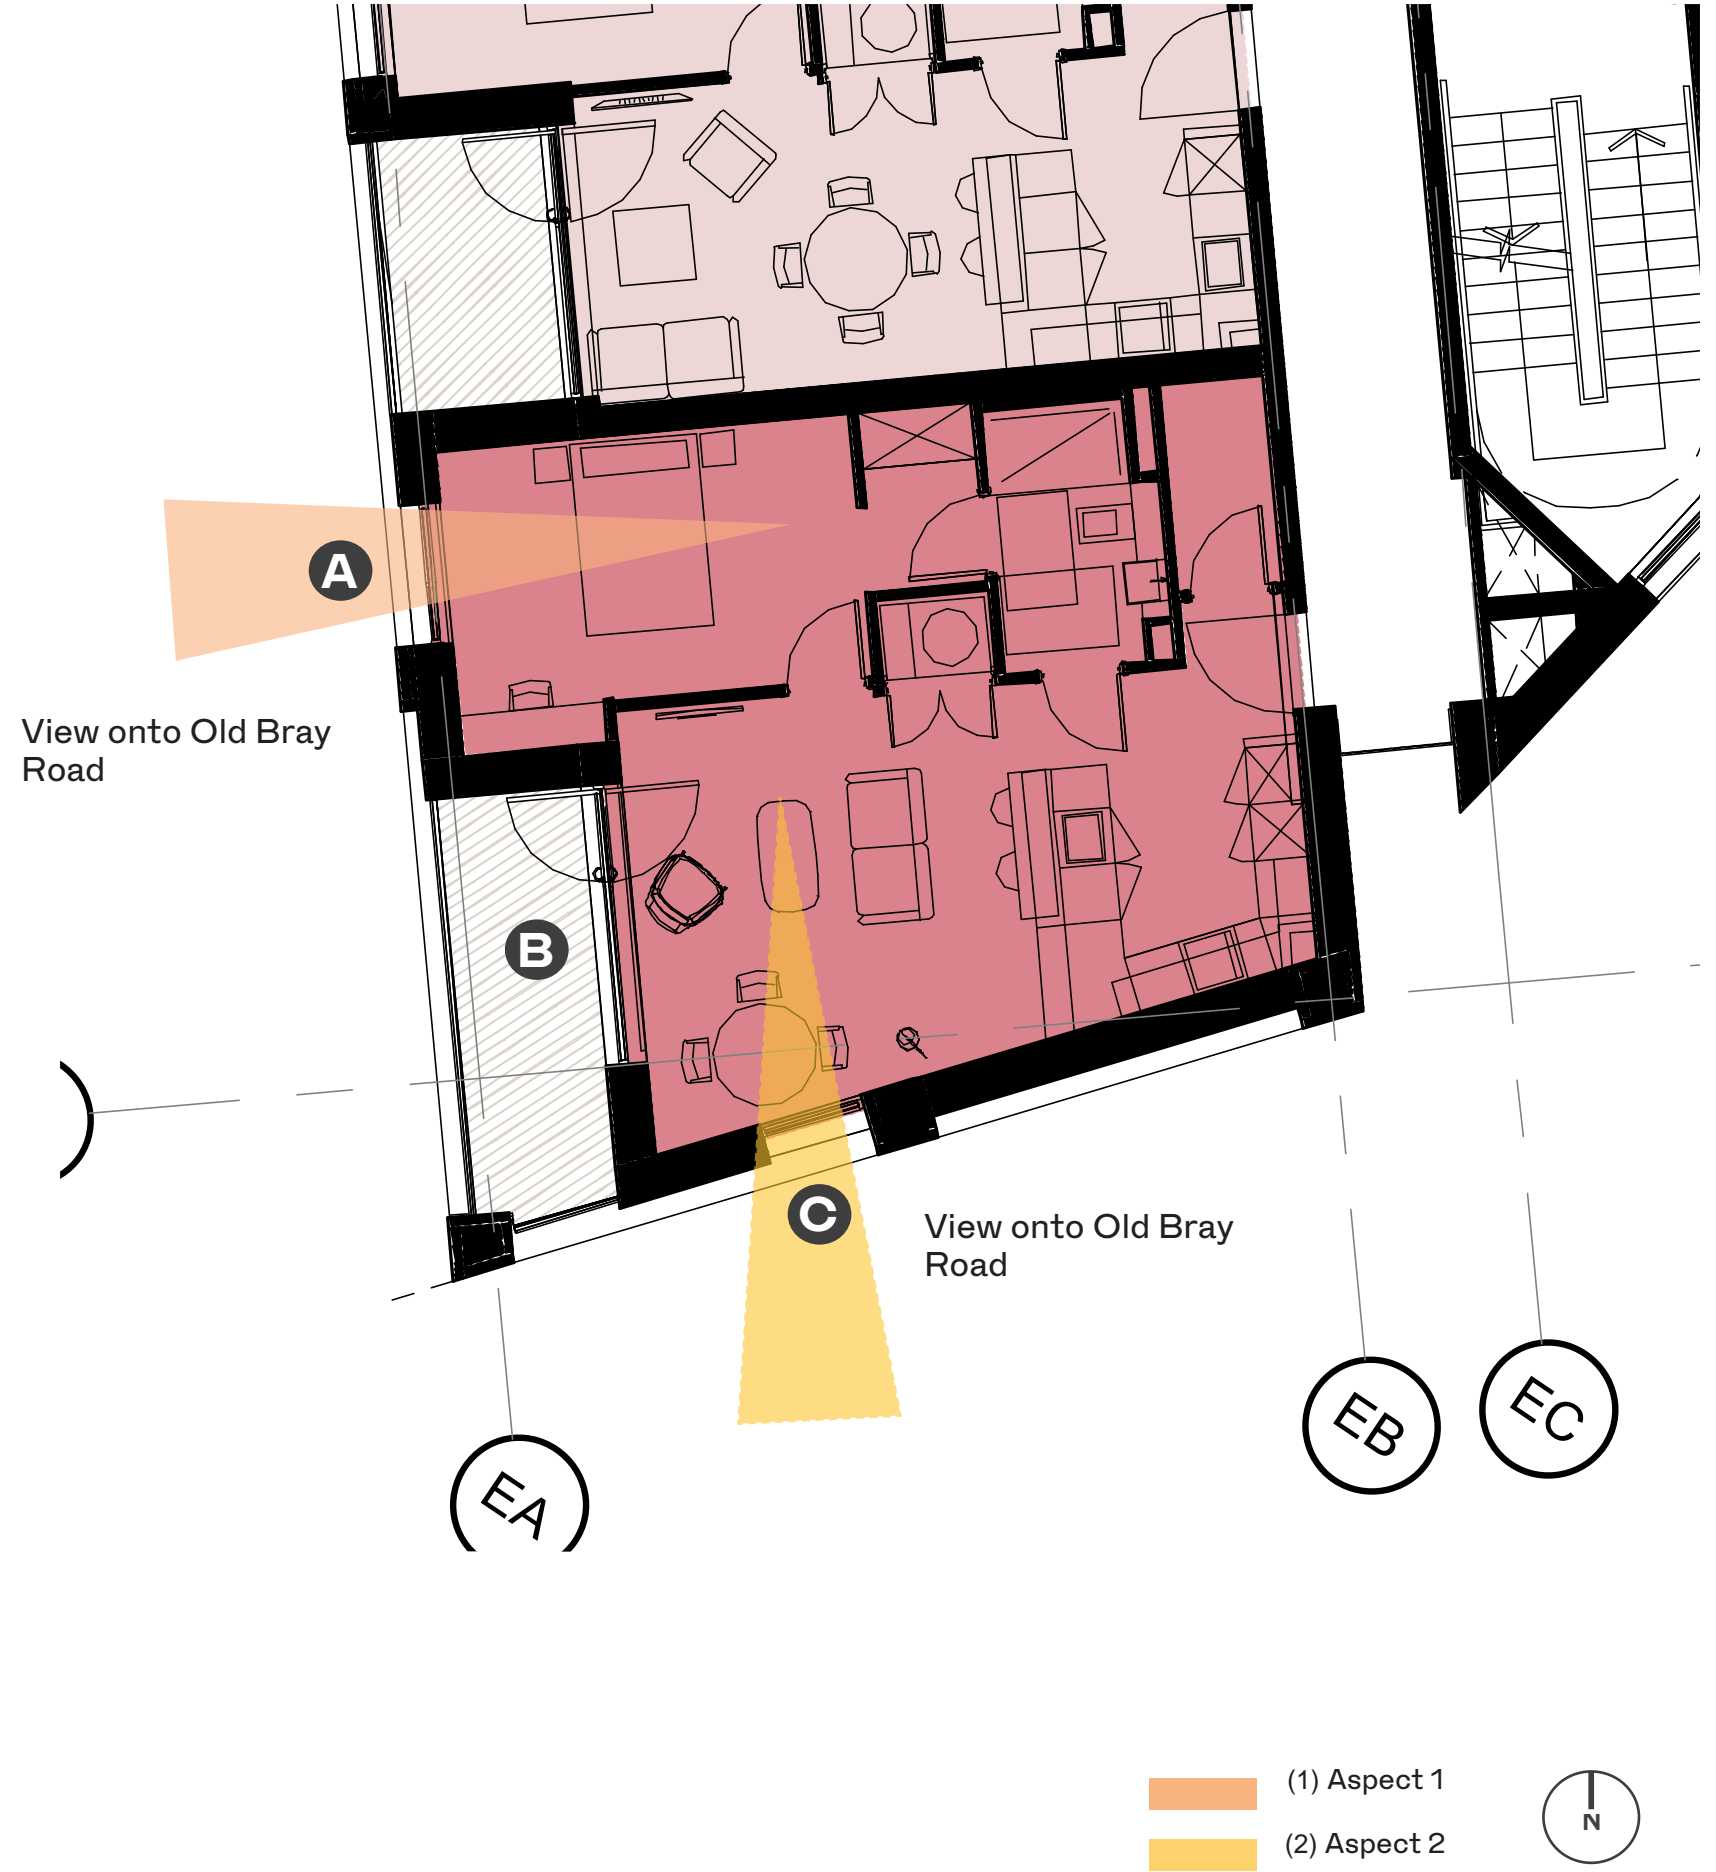 A
View onto Old Bray
Road
B
C
View onto Old Bray
Road
EA
EB
EC
(1) Aspect 1
(2) Aspect 2
N